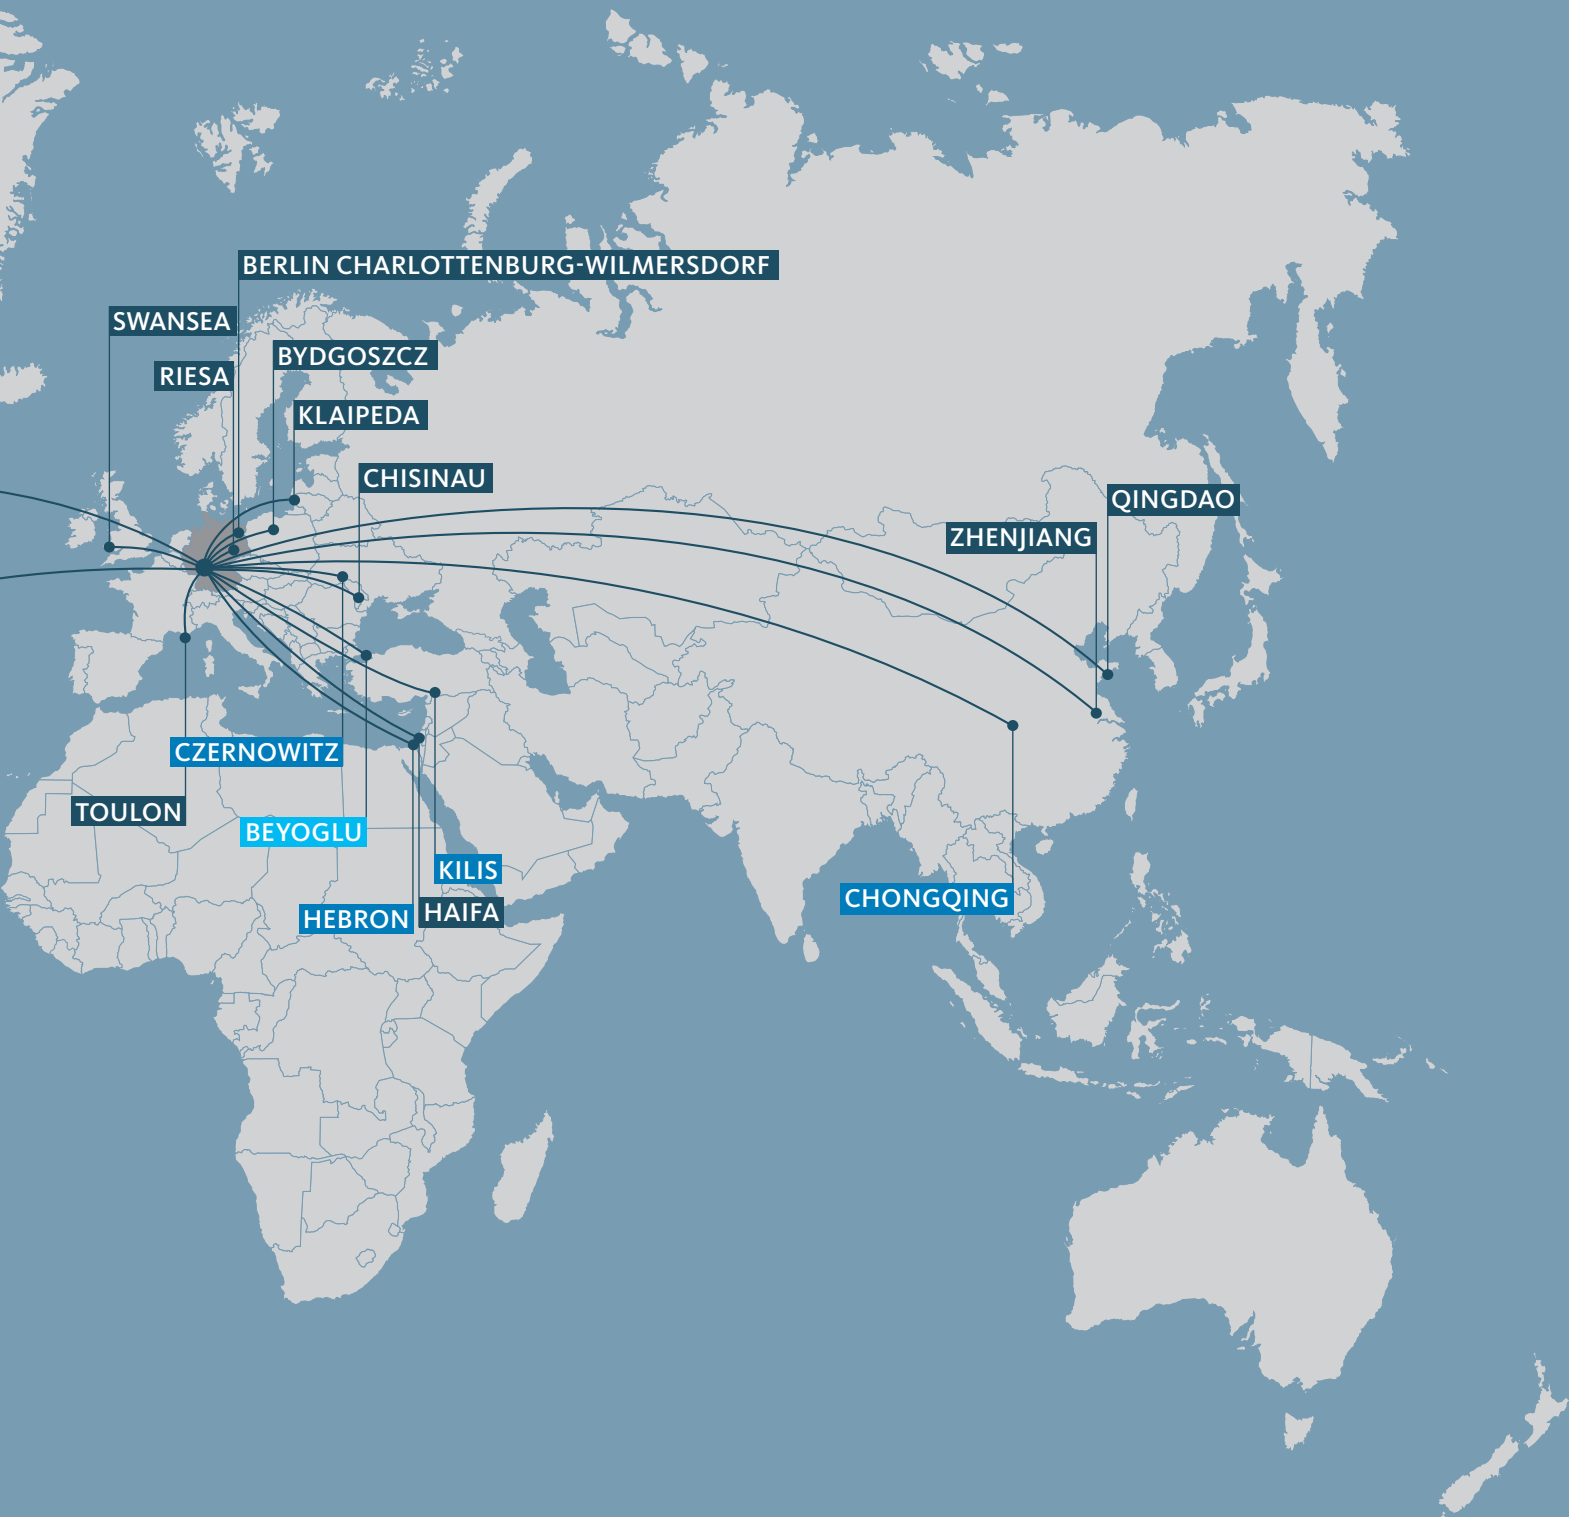 BERLIN CHARLOTTENBURG-WILMERSDORF
SWANSEA
BYDGOSZCZ
RIESA
KLAIPEDA
CHISINAU
QINGDAO
ZHENJIANG
CZERNOWITZ
TOULON
BEYOGLU
KILIS
CHONGQING
HAIFA
HEBRON